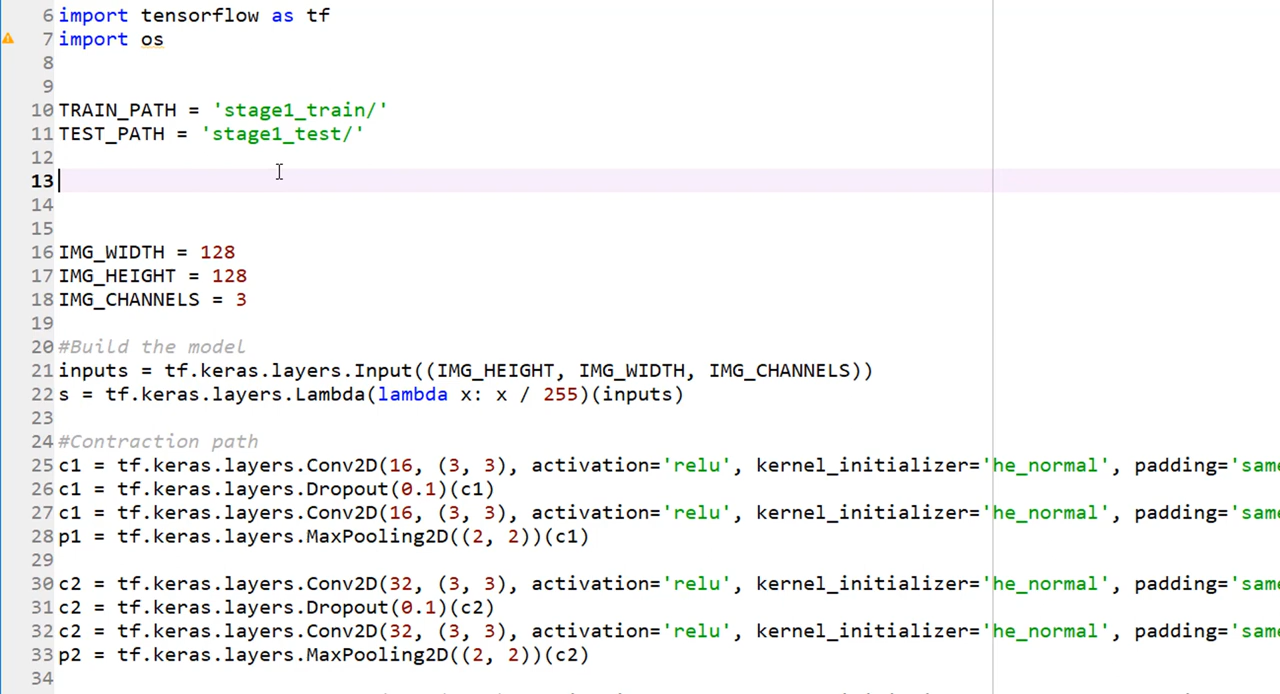 6 import tensorflow as tf
7 import os
8
9
10 TRAIN_PATH = 'stage1_train/'
11 TEST_PATH = 'stage1_test/'
12
13
14
15
16 IMG_WIDTH = 128
17 IMG_HEIGHT = 128
18 IMG_CHANNELS = 3
19
20 #Build the model
21 inputs = tf.keras.layers.Input((IMG_HEIGHT, IMG_WIDTH, IMG_CHANNELS))
22 s = tf.keras.layers.Lambda(lambda x: x / 255)(inputs)
23
24 #Contraction path
25 c1 = tf.keras.layers.Conv2D(16, (3, 3), activation='relu', kernel_initializer='he_normal', padding='same
26 c1 = tf.keras.layers.Dropout(0.1)(c1)
27 c1 = tf.keras.layers.Conv2D(16, (3, 3), activation='relu', kernel_initializer='he_normal', padding='same
28 p1 = tf.keras.layers.MaxPooling2D((2, 2))(c1)
29
30 c2 = tf.keras.layers.Conv2D(32, (3, 3), activation='relu', kernel_initializer='he_normal', padding='same
31 c2 = tf.keras.layers.Dropout(0.1)(c2)
32 c2 = tf.keras.layers.Conv2D(32, (3, 3), activation='relu', kernel_initializer='he_normal', padding='same
33 p2 = tf.keras.layers.MaxPooling2D((2, 2))(c2)
34